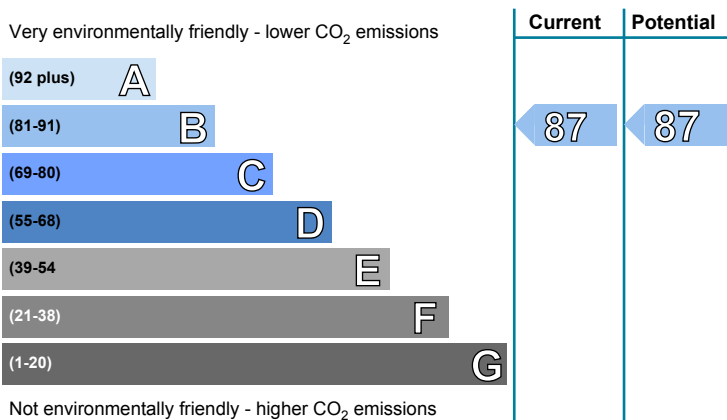 Current Potential
Very environmentally friendly - lower CO2 emissions
(92 plus) A
(81-91) B 87 87
(69-80) C
(55-68) D
(39-54 E
(21-38) F
(1-20) G
Not environmentally friendly - higher CO2 emissions